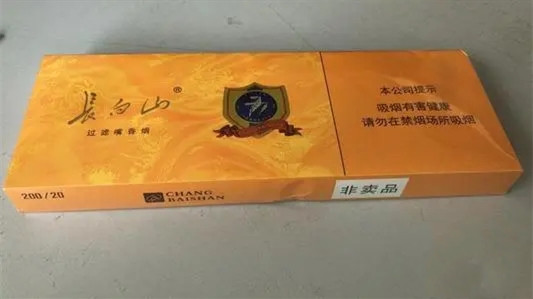 長白山®
过滤嘴香烟
本公司提示
吸烟有害健康
请勿在禁烟场所吸烟
200/20
CHANG
BAISHAN
非卖品